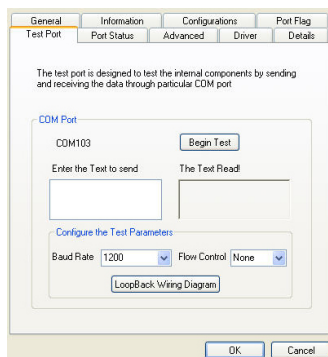 General Information Configurations Port Flag
Test Port Port Status Advanced Driver Details
The test port is designed to test the internal components by sending
and receiving the data through particular COM port
COM Port
COM103 Begin Test
Enter the Text to send The Text Read!
Configure the Test Parameters
Baud Rate 1200 Flow Control None
LoopBack Wiring Diagram
OK Cancel